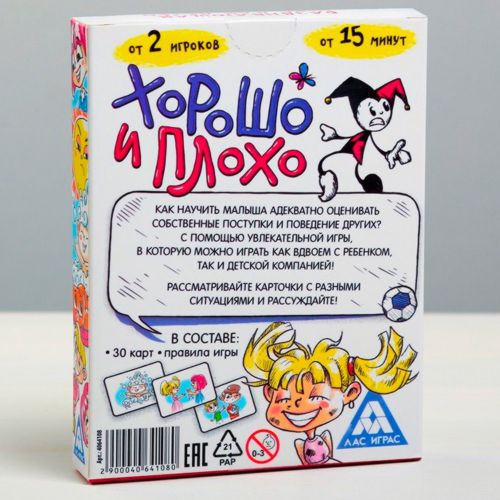 от 2 игроков
от 15 минут
ХОРОШО
и ПЛОХО
КАК НАУЧИТЬ МАЛЫША АДЕКВАТНО ОЦЕНИВАТЬ
СОБСТВЕННЫЕ ПОСТУПКИ И ПОВЕДЕНИЕ ДРУГИХ?
С ПОМОЩЬЮ УВЛЕКАТЕЛЬНОЙ ИГРЫ,
В КОТОРУЮ МОЖНО ИГРАТЬ КАК ВДВОЕМ С РЕБЕНКОМ,
ТАК И ДЕТСКОЙ КОМПАНИЕЙ!
РАССМАТРИВАЙТЕ КАРТОЧКИ С РАЗНЫМИ
СИТУАЦИЯМИ И РАССУЖДАЙТЕ!
В СОСТАВЕ:
• 30 карт • правила игры
Арт.: 4064108
2 900040 641080
EAC
21
PAP
0-3
ЛАС ИГРАС